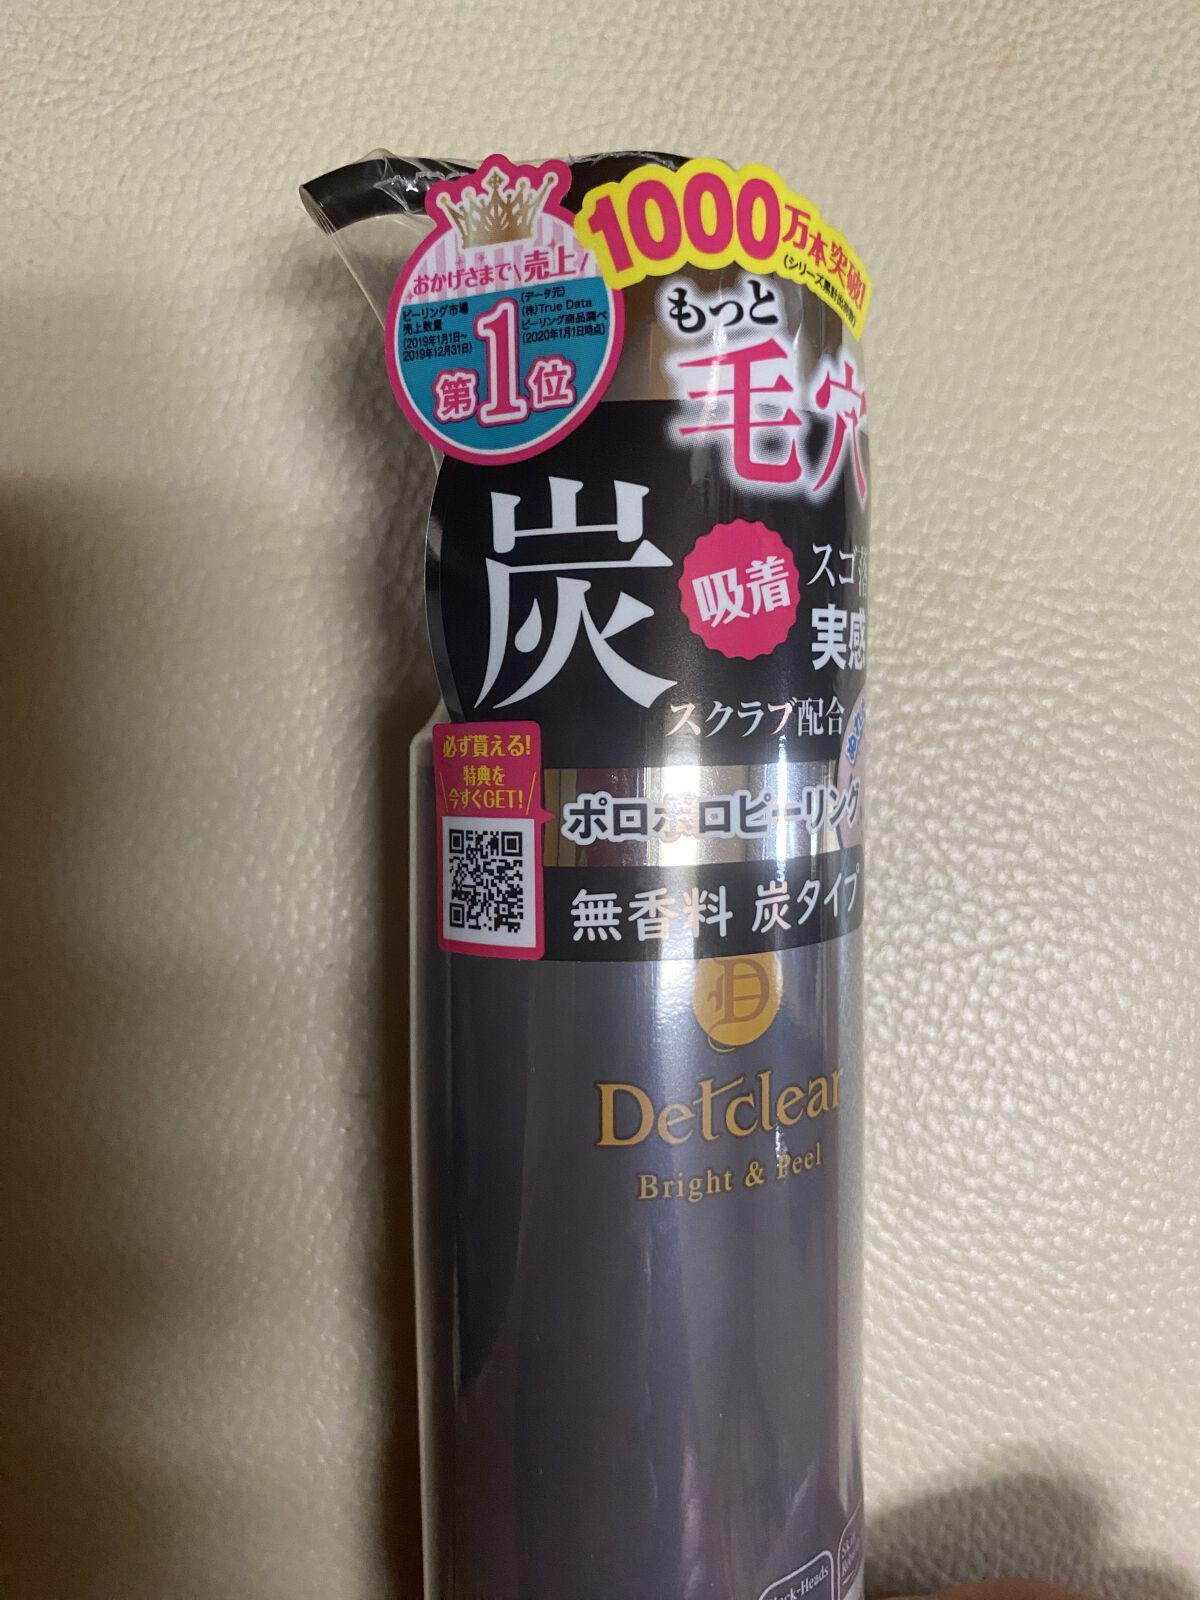 おかげさまで 売上
ピーリング市場
売上数量
(2019年1月1日～
2019年12月31日)
(データ元)
(株)True Data
ピーリング商品調べ
(2020年1月1日時点)
第1位
1000万本突破!
もっと
毛穴
炭
吸着
スゴ
実感
スクラブ配合
必ず貰える!
特典を
今すぐGET!
ポロポロピーリング
無香料 炭タイプ
D
Detclear
Bright & Peel